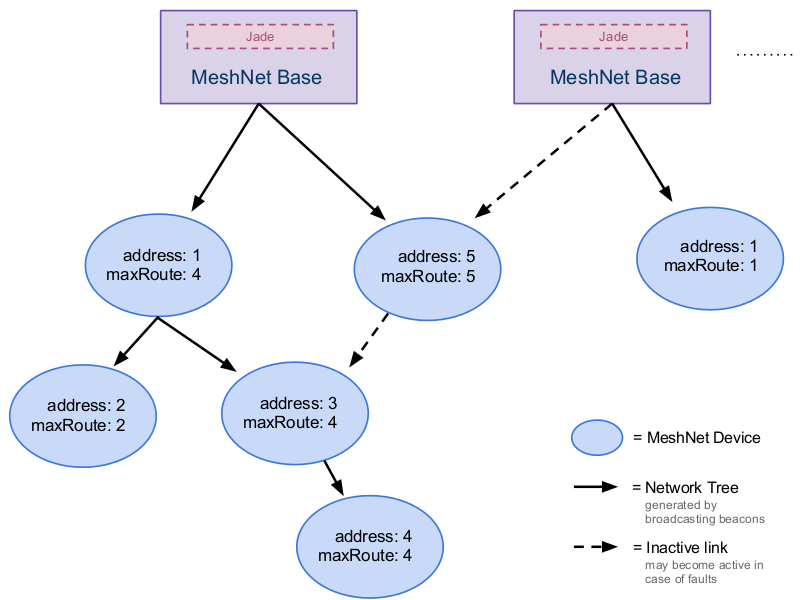 Jade
MeshNet Base
Jade
MeshNet Base
.........
address: 1
maxRoute: 4
address: 5
maxRoute: 5
address: 1
maxRoute: 1
address: 2
maxRoute: 2
address: 3
maxRoute: 4
address: 4
maxRoute: 4
= MeshNet Device
= Network Tree
generated by
broadcasting beacons
= Inactive link
may become active in
case of faults